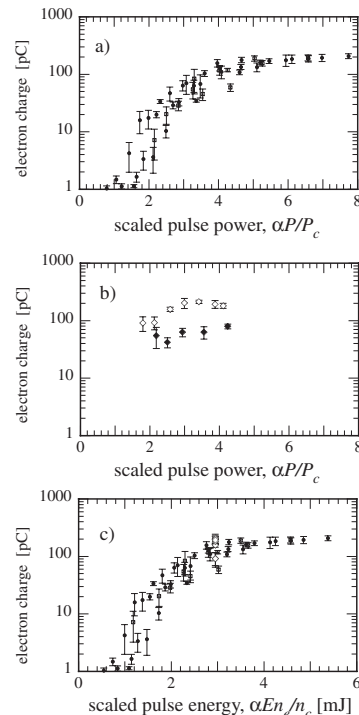 a)
electron charge [pC]
1000
100
10
1
0 2 4 6 8
scaled pulse power, αP/P_c
b)
electron charge [pC]
1000
100
10
1
0 2 4 6 8
scaled pulse power, αP/P_c
c)
electron charge [pC]
1000
100
10
1
0 2 4 6
scaled pulse energy, αEn_e/n_c [mJ]